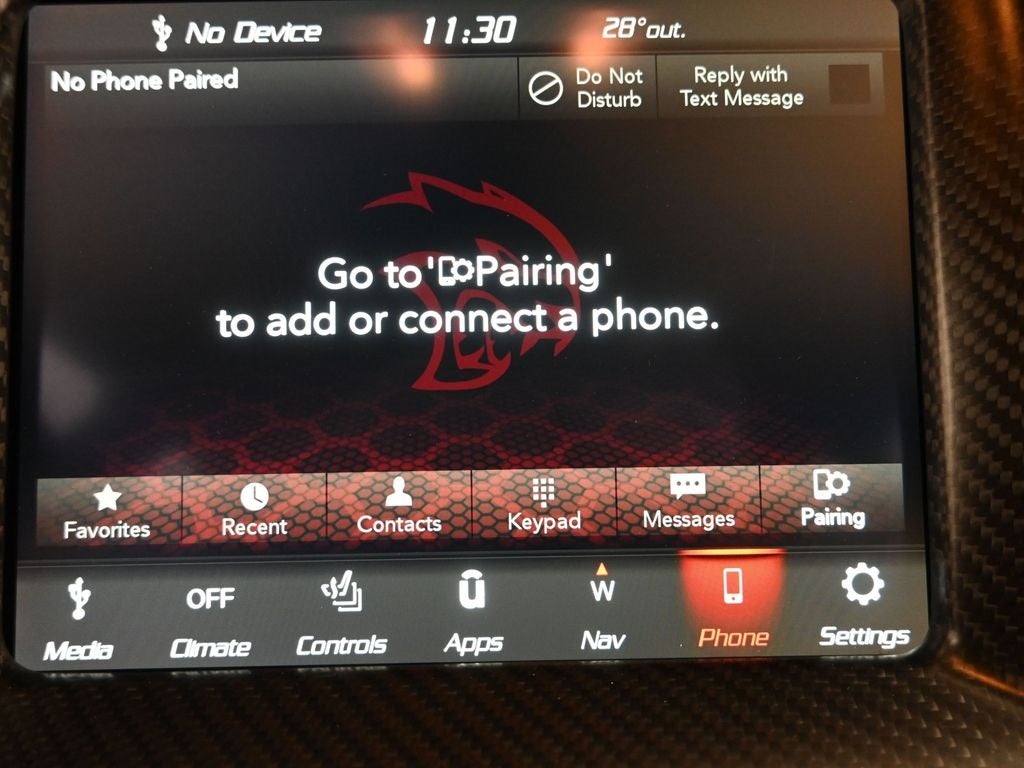 No Device 11:30 28°out.
No Phone Paired
Do Not
Disturb
Reply with
Text Message
Go to 'Pairing'
to add or connect a phone.
Favorites Recent Contacts Keypad Messages Pairing
OFF ū W
Media Climate Controls Apps Nav Phone Settings